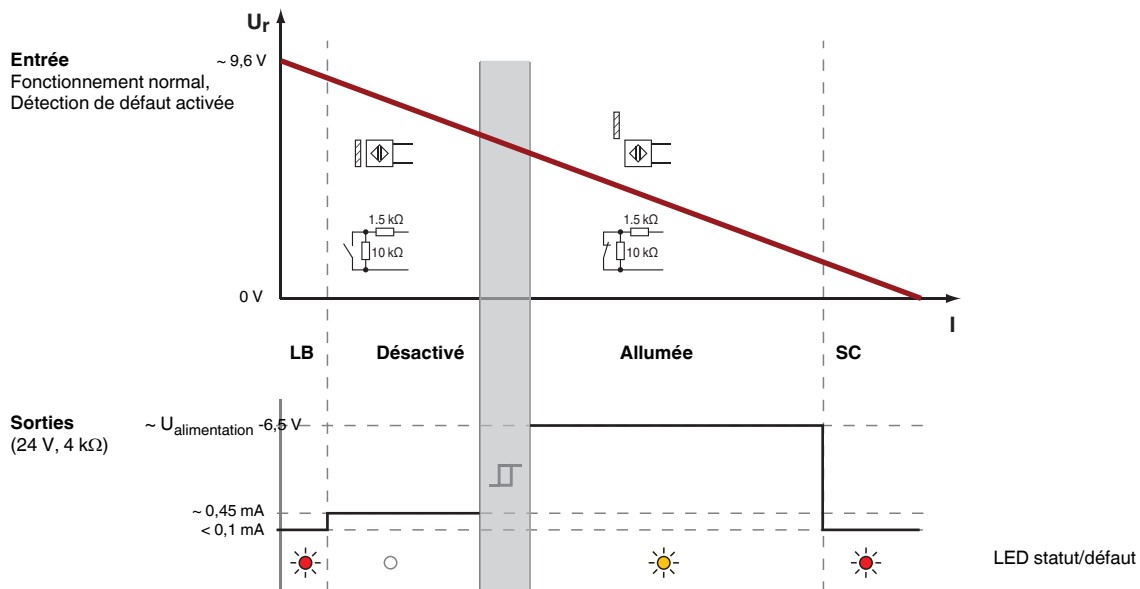 Ur
Entrée
Fonctionnement normal,
Détection de défaut activée
~ 9,6 V
1.5 kΩ
10 kΩ
1.5 kΩ
10 kΩ
0 V
I
LB
Désactivé
Allumée
SC
Sorties
(24 V, 4 kΩ)
~ Ualimentation -6,5 V
~ 0,45 mA
< 0,1 mA
LED statut/défaut